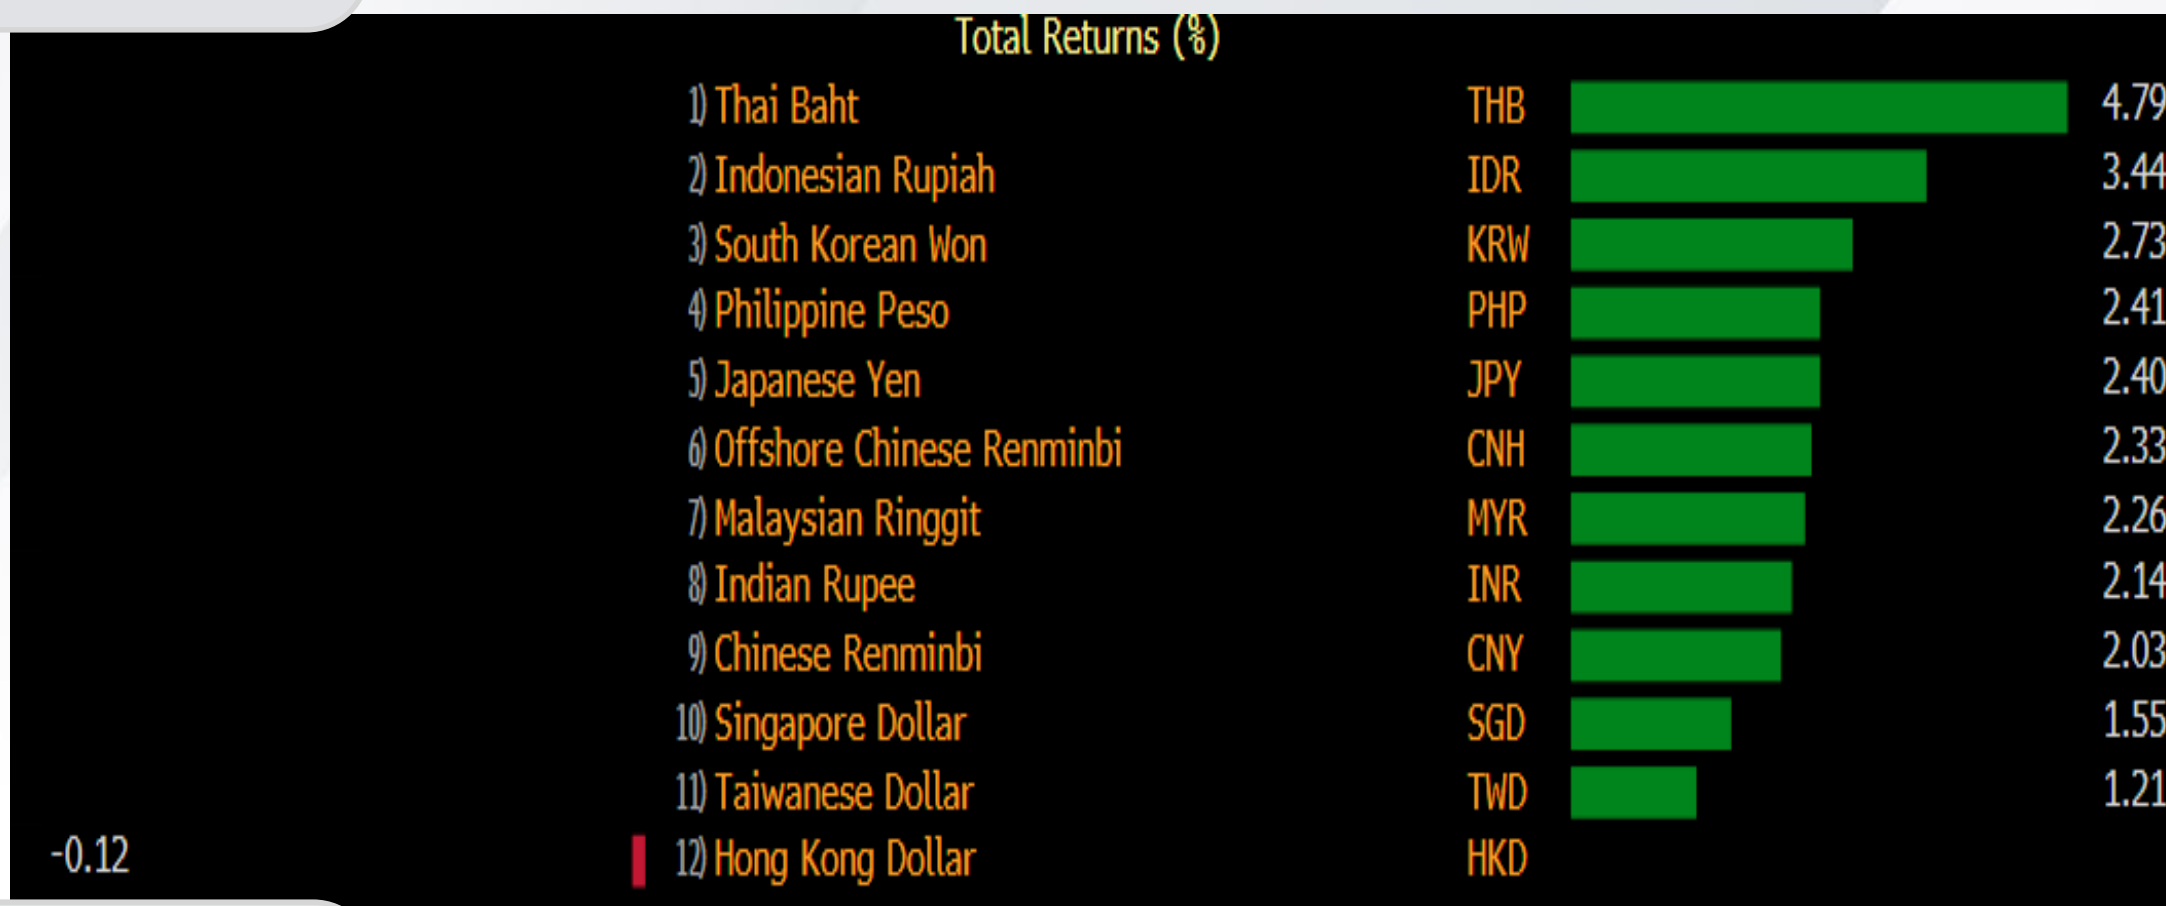 Total Returns (%)
1) Thai Baht THB 4.79
2) Indonesian Rupiah IDR 3.44
3) South Korean Won KRW 2.73
4) Philippine Peso PHP 2.41
5) Japanese Yen JPY 2.40
6) Offshore Chinese Renminbi CNH 2.33
7) Malaysian Ringgit MYR 2.26
8) Indian Rupee INR 2.14
9) Chinese Renminbi CNY 2.03
10) Singapore Dollar SGD 1.55
11) Taiwanese Dollar TWD 1.21
-0.12 12) Hong Kong Dollar HKD